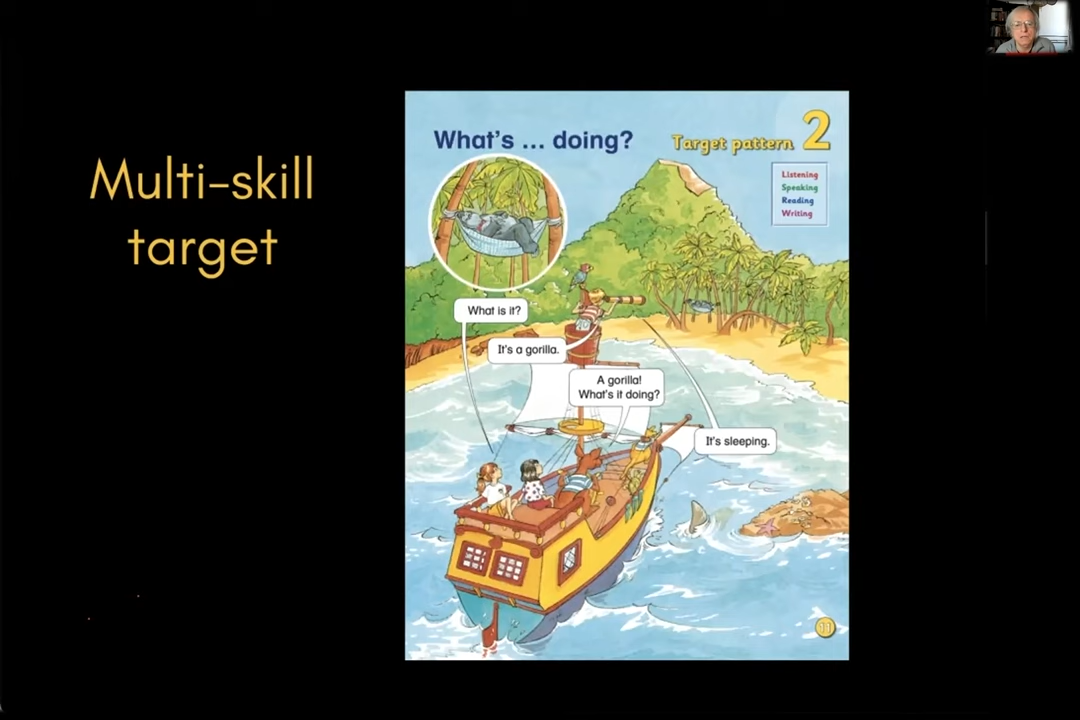 Multi-skill
target
What's ... doing?
Target pattern 2
Listening
Speaking
Reading
Writing
What is it?
It's a gorilla.
A gorilla!
What's it doing?
It's sleeping.
11